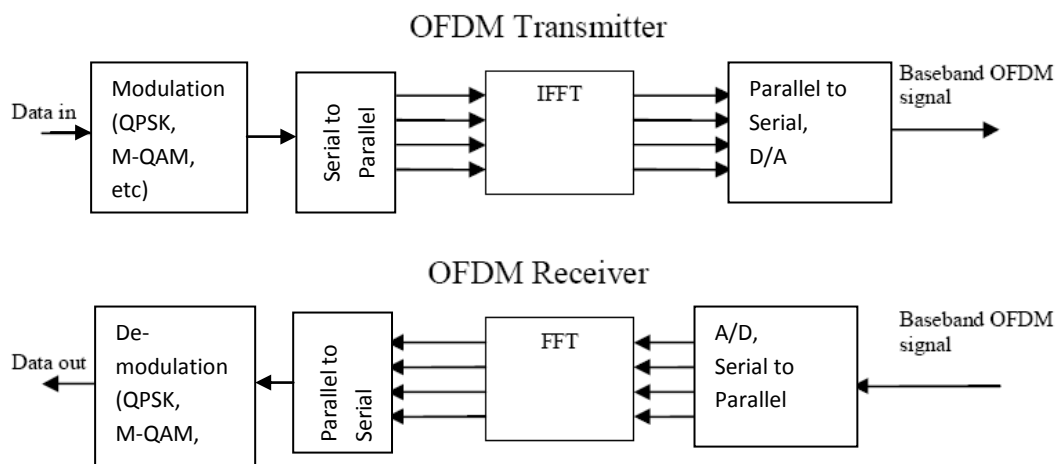 OFDM Transmitter
Data in
Modulation
(QPSK,
M-QAM,
etc)
Serial to
Parallel
IFFT
Parallel to
Serial,
D/A
Baseband OFDM
signal
OFDM Receiver
Data out
De-
modulation
(QPSK,
M-QAM,
Parallel to
Serial
FFT
A/D,
Serial to
Parallel
Baseband OFDM
signal